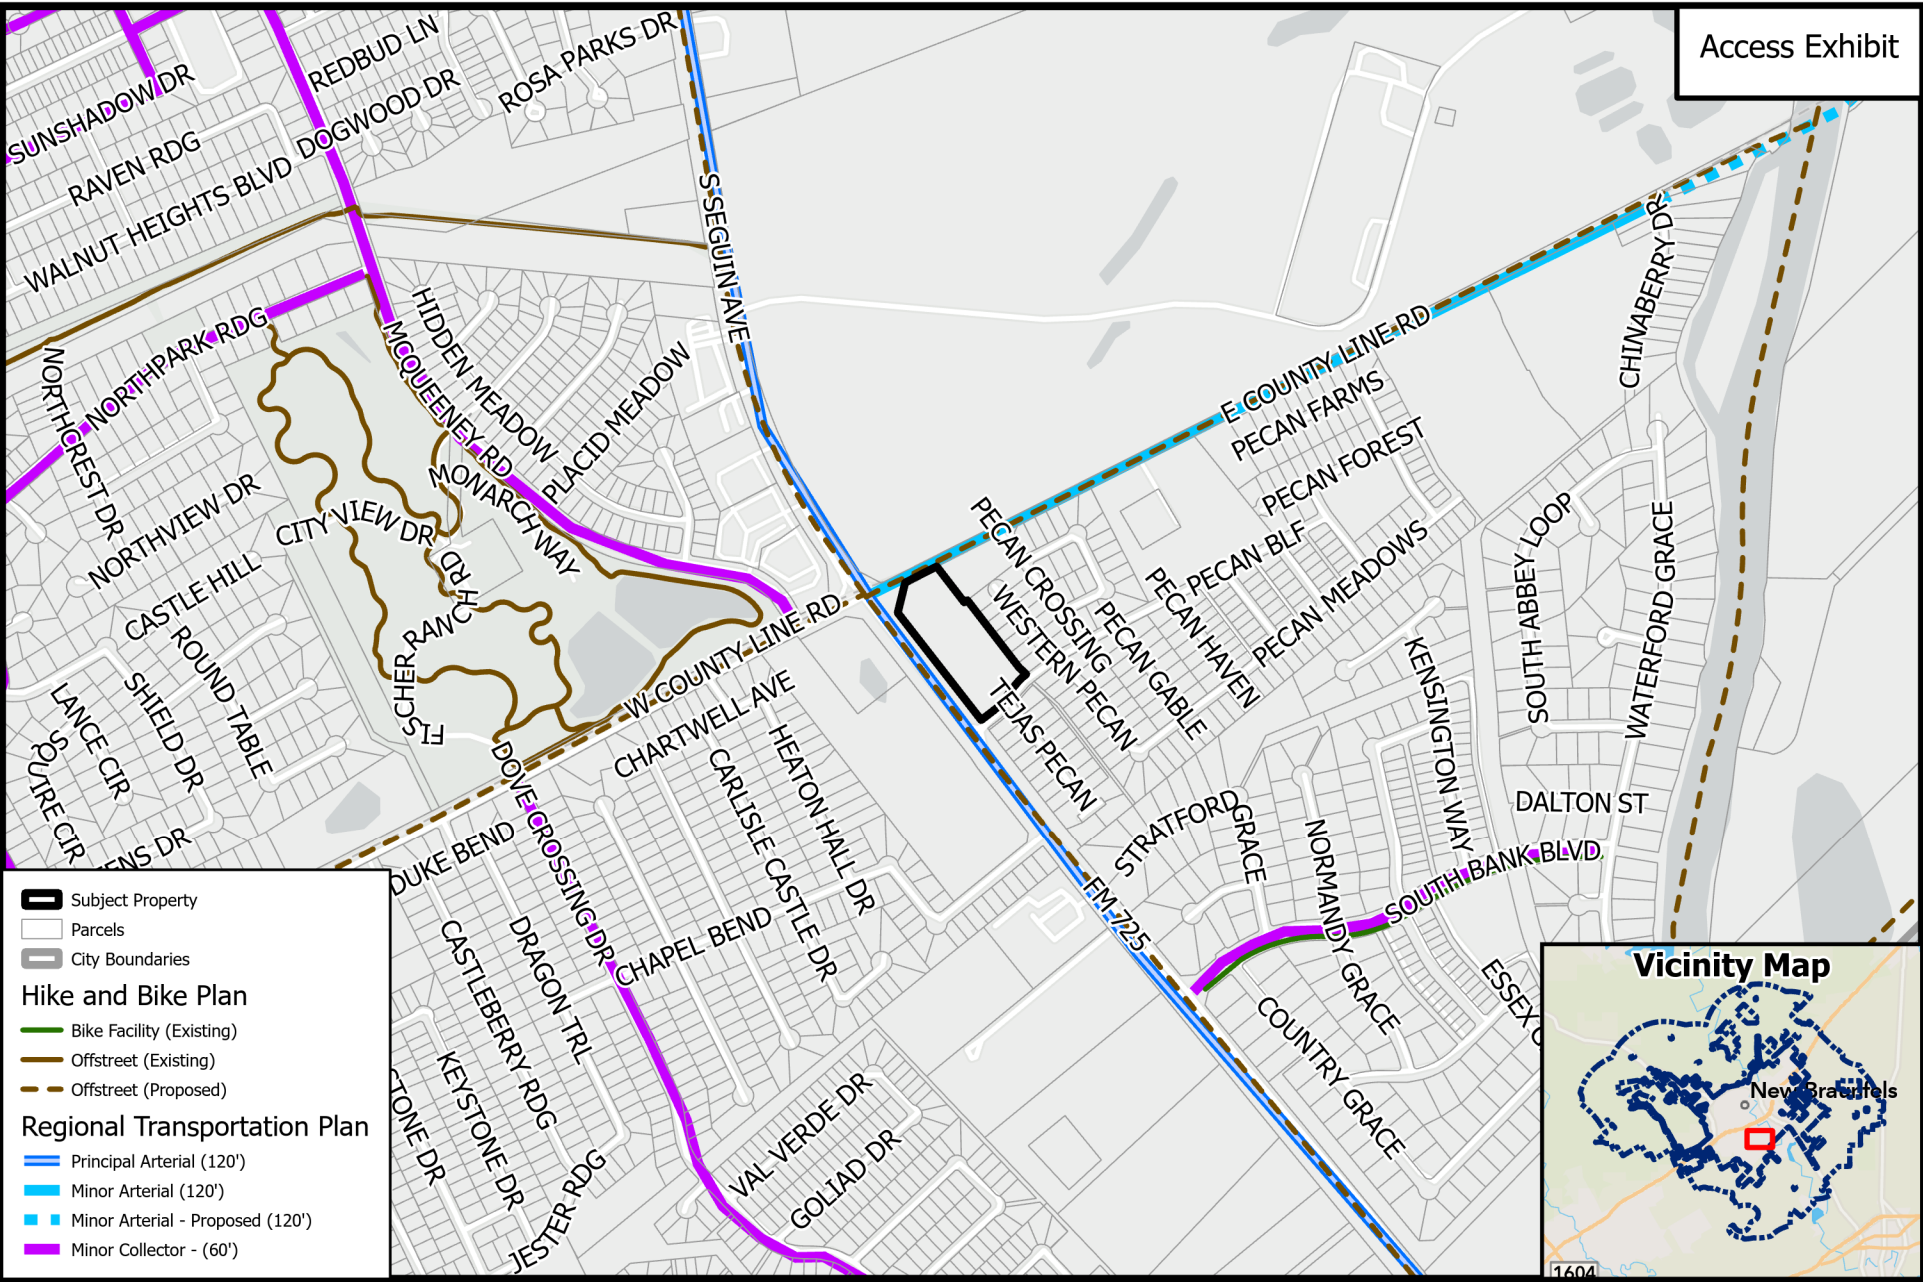 Access Exhibit
REDBUD LN
ROSA PARKS DR
SUNSHADOW DR
DOGWOOD DR
RAVEN RDG
WALNUT HEIGHTS BLVD
S SEGUIN AVE
CHINABERRY DR
HIDDEN MEADOW
NORTHPARK RDG
MCQUEENEY RD
PLACID MEADOW
E COUNTY LINE RD
NORTHCREST DR
PECAN FARMS
MONARCH WAY
PECAN FOREST
NORTHVIEW DR
CITY VIEW DR
PECAN CROSSING
PECAN BLF
PECAN MEADOWS
SOUTH ABBEY LOOP
WATERFORD GRACE
CASTLE HILL
FISCHER RANCH RD
WESTERN PECAN
PECAN HAVEN
PECAN GABLE
W COUNTY LINE RD
ROUND TABLE
SHIELD DR
LANCE CIR
SQUIRE CIR
CHARTWELL AVE
TEJAS PECAN
KENSINGTON WAY
HEATON HALL DR
CARLISLE CASTLE DR
DOVE CROSSING DR
STRATFORD GRACE
DALTON ST
NORMANDY GRACE
SOUTH BANK BLVD
ENS DR
DUKE BEND
FM 725
CHAPEL BEND
CASTLEBERRY RDG
DRAGON TRL
ESSEX
COUNTRY GRACE
KEYSTONE DR
STONE DR
VAL VERDE DR
GOLIAD DR
JESTER RDG
Subject Property
Parcels
City Boundaries
Hike and Bike Plan
Bike Facility (Existing)
Offstreet (Existing)
Offstreet (Proposed)
Regional Transportation Plan
Principal Arterial (120')
Minor Arterial (120')
Minor Arterial - Proposed (120')
Minor Collector - (60')
Vicinity Map
New Braunfels
1604